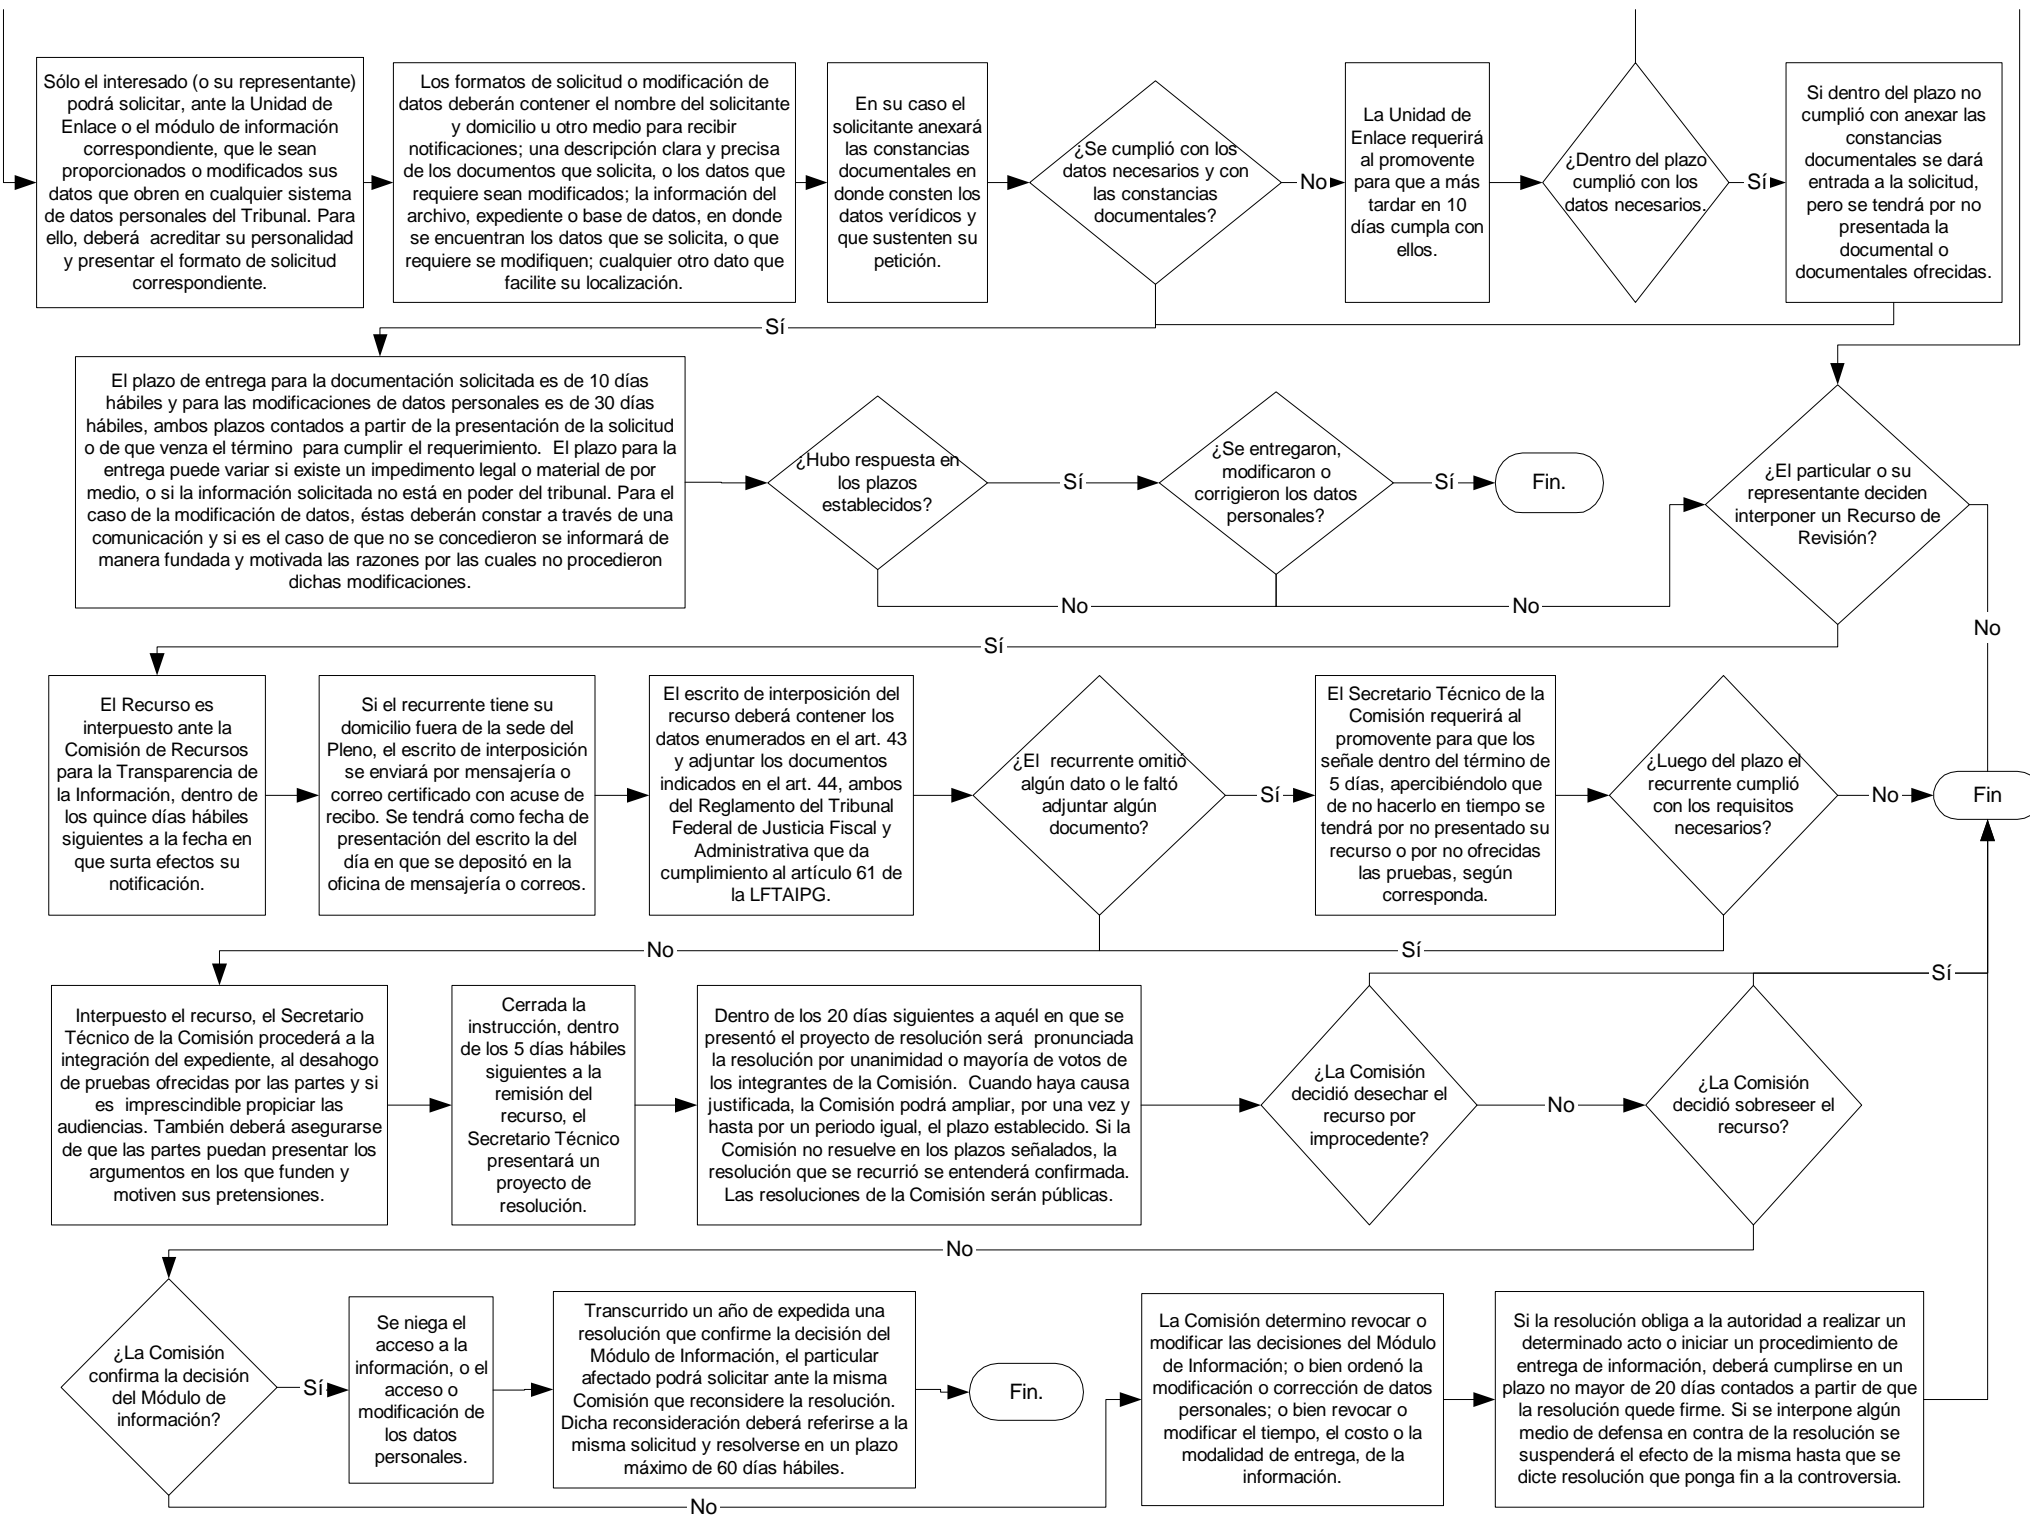 Sólo el interesado (o su representante)
podrá solicitar, ante la Unidad de
Enlace o el módulo de información
correspondiente, que le sean
proporcionados o modificados sus
datos que obren en cualquier sistema
de datos personales del Tribunal. Para
ello, deberá acreditar su personalidad
y presentar el formato de solicitud
correspondiente.
Los formatos de solicitud o modificación de
datos deberán contener el nombre del solicitante
y domicilio u otro medio para recibir
notificaciones; una descripción clara y precisa
de los documentos que solicita, o los datos que
requiere sean modificados; la información del
archivo, expediente o base de datos, en donde
se encuentran los datos que se solicita, o que
requiere se modifiquen; cualquier otro dato que
facilite su localización.
En su caso el
solicitante anexará
las constancias
documentales en
donde consten los
datos verídicos y
que sustenten su
petición.
¿Se cumplió con los
datos necesarios y con
las constancias
documentales?
No
La Unidad de
Enlace requerirá
al promovente
para que a más
tardar en 10
días cumpla con
ellos.
¿Dentro del plazo
cumplió con los
datos necesarios.
Sí
Si dentro del plazo no
cumplió con anexar las
constancias
documentales se dará
entrada a la solicitud,
pero se tendrá por no
presentada la
documental o
documentales ofrecidas.
Sí
El plazo de entrega para la documentación solicitada es de 10 días
hábiles y para las modificaciones de datos personales es de 30 días
hábiles, ambos plazos contados a partir de la presentación de la solicitud
o de que venza el término para cumplir el requerimiento. El plazo para la
entrega puede variar si existe un impedimento legal o material de por
medio, o si la información solicitada no está en poder del tribunal. Para el
caso de la modificación de datos, éstas deberán constar a través de una
comunicación y si es el caso de que no se concedieron se informará de
manera fundada y motivada las razones por las cuales no procedieron
dichas modificaciones.
¿Hubo respuesta en
los plazos
establecidos?
Sí
¿Se entregaron,
modificaron o
corrigieron los datos
personales?
Sí
Fin.
¿El particular o su
representante deciden
interponer un Recurso de
Revisión?
No
No
No
Sí
El Recurso es
interpuesto ante la
Comisión de Recursos
para la Transparencia de
la Información, dentro de
los quince días hábiles
siguientes a la fecha en
que surta efectos su
notificación.
Si el recurrente tiene su
domicilio fuera de la sede del
Pleno, el escrito de interposición
se enviará por mensajería o
correo certificado con acuse de
recibo. Se tendrá como fecha de
presentación del escrito la del
día en que se depositó en la
oficina de mensajería o correos.
El escrito de interposición del
recurso deberá contener los
datos enumerados en el art. 43
y adjuntar los documentos
indicados en el art. 44, ambos
del Reglamento del Tribunal
Federal de Justicia Fiscal y
Administrativa que da
cumplimiento al artículo 61 de
la LFTAIPG.
¿El recurrente omitió
algún dato o le faltó
adjuntar algún
documento?
Sí
El Secretario Técnico de la
Comisión requerirá al
promovente para que los
señale dentro del término de
5 días, apercibiéndolo que
de no hacerlo en tiempo se
tendrá por no presentado su
recurso o por no ofrecidas
las pruebas, según
corresponda.
¿Luego del plazo el
recurrente cumplió
con los requisitos
necesarios?
No
Fin
No
Sí
Sí
Interpuesto el recurso, el Secretario
Técnico de la Comisión procederá a la
integración del expediente, al desahogo
de pruebas ofrecidas por las partes y si
es imprescindible propiciar las
audiencias. También deberá asegurarse
de que las partes puedan presentar los
argumentos en los que funden y
motiven sus pretensiones.
Cerrada la
instrucción, dentro
de los 5 días hábiles
siguientes a la
remisión del
recurso, el
Secretario Técnico
presentará un
proyecto de
resolución.
Dentro de los 20 días siguientes a aquél en que se
presentó el proyecto de resolución será pronunciada
la resolución por unanimidad o mayoría de votos de
los integrantes de la Comisión. Cuando haya causa
justificada, la Comisión podrá ampliar, por una vez y
hasta por un periodo igual, el plazo establecido. Si la
Comisión no resuelve en los plazos señalados, la
resolución que se recurrió se entenderá confirmada.
Las resoluciones de la Comisión serán públicas.
¿La Comisión
decidió desechar el
recurso por
improcedente?
No
¿La Comisión
decidió sobreseer el
recurso?
No
¿La Comisión
confirma la decisión
del Módulo de
información?
Sí
Se niega el
acceso a la
información, o el
acceso o
modificación de
los datos
personales.
Transcurrido un año de expedida una
resolución que confirme la decisión del
Módulo de Información, el particular
afectado podrá solicitar ante la misma
Comisión que reconsidere la resolución.
Dicha reconsideración deberá referirse a la
misma solicitud y resolverse en un plazo
máximo de 60 días hábiles.
Fin.
La Comisión determino revocar o
modificar las decisiones del Módulo
de Información; o bien ordenó la
modificación o corrección de datos
personales; o bien revocar o
modificar el tiempo, el costo o la
modalidad de entrega, de la
información.
Si la resolución obliga a la autoridad a realizar un
determinado acto o iniciar un procedimiento de
entrega de información, deberá cumplirse en un
plazo no mayor de 20 días contados a partir de que
la resolución quede firme. Si se interpone algún
medio de defensa en contra de la resolución se
suspenderá el efecto de la misma hasta que se
dicte resolución que ponga fin a la controversia.
No